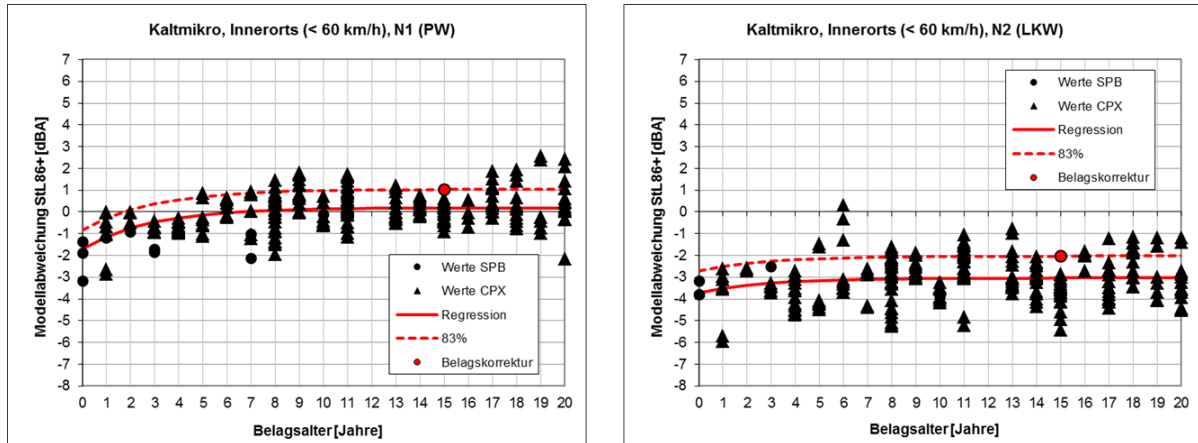 Kaltmikro, Innerorts (< 60 km/h), N1 (PW)
Modellabweichung StL86+ [dBA]
7
6
5
4
3
2
1
0
-1
-2
-3
-4
-5
-6
-7
-8
Werte SPB
Werte CPX
Regression
83%
Belagskorrektur
0 1 2 3 4 5 6 7 8 9 10 11 12 13 14 15 16 17 18 19 20
Belagsalter [Jahre]
Kaltmikro, Innerorts (< 60 km/h), N2 (LKW)
Modellabweichung StL86+ [dBA]
7
6
5
4
3
2
1
0
-1
-2
-3
-4
-5
-6
-7
-8
Werte SPB
Werte CPX
Regression
83%
Belagskorrektur
0 1 2 3 4 5 6 7 8 9 10 11 12 13 14 15 16 17 18 19 20
Belagsalter [Jahre]